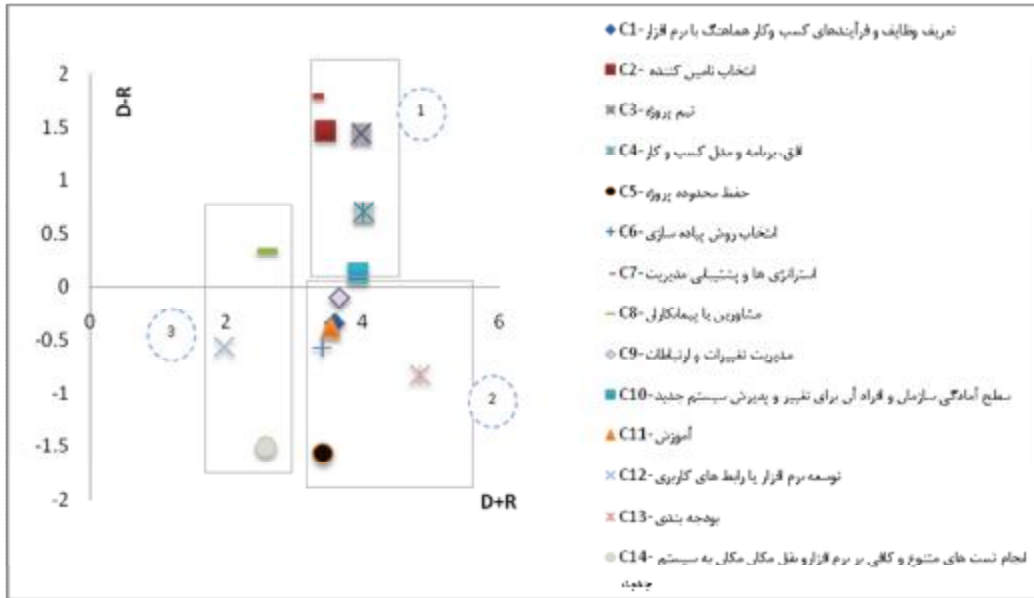 D-R
2
1.5
1
0.5
0
-0.5
-1
-1.5
-2
0
2
4
6
D+R
1
2
3
C1-تعریف وظایف و فرآیندهای کسب وکار هماهنگ با نرم افزار
C2-انتخاب تامین کننده
C3-تیم پروژه
C4-افق، برنامه و مدل کسب و کار
C5-حفظ محدوده پروژه
C6-انتخاب روش پیاده سازی
C7-استراتژی ها و پشتیبانی مدیریت
C8-مشاورین یا پیمانکاران
C9-مدیریت تغییرات و ارتباطات
C10-سطح آمادگی سازمان و افراد آن برای تغییر و پذیرش سیستم جدید
C11-آموزش
C12-توسعه نرم افزار یا رابط های کاربری
C13-بودجه بندی
C14-انجام تست های متنوع و کافی بر نرم افزارو نقل مکان مکانی به سیستم
جدید